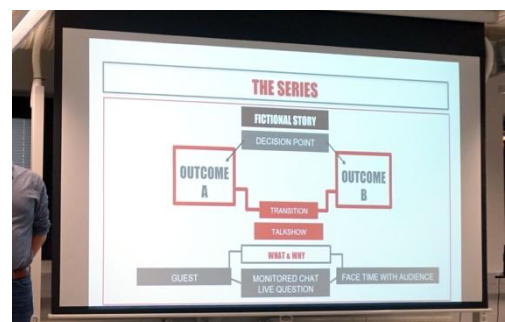 THE SERIES
FICTIONAL STORY
DECISION POINT
OUTCOME
A
OUTCOME
B
TRANSITION
TALKSHOW
WHAT & WHY
GUEST
MONITORED CHAT
LIVE QUESTION
FACE TIME WITH AUDIENCE